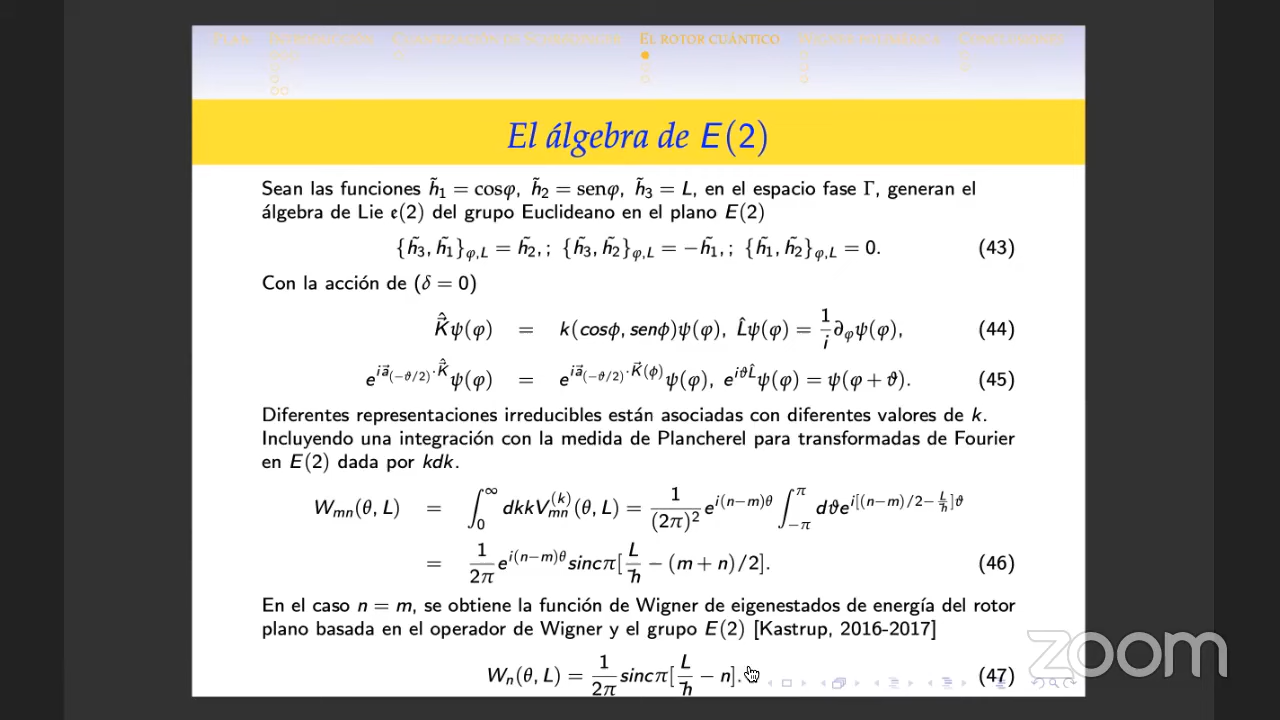 EL ROTOR CUÁNTICO
El álgebra de E(2)
Sean las funciones h̃₁ = cosφ, h̃₂ = senφ, h̃₃ = L, en el espacio fase Γ, generan el
álgebra de Lie 𝔢(2) del grupo Euclideano en el plano E(2)
{h̃₃, h̃₁}φ,L = h̃₂, ; {h̃₃, h̃₂}φ,L = −h̃₁, ; {h̃₁, h̃₂}φ,L = 0. (43)
Con la acción de (δ = 0)
K̂⃗ψ(φ) = k(cosϕ, senϕ)ψ(φ), L̂ψ(φ) = 1/i ∂φψ(φ), (44)
e^{ia⃗_(−ϑ/2)·K̂⃗}ψ(φ) = e^{ia⃗_(−ϑ/2)·K⃗(ϕ)}ψ(φ), e^{iϑL̂}ψ(φ) = ψ(φ + ϑ). (45)
Diferentes representaciones irreducibles están asociadas con diferentes valores de k.
Incluyendo una integración con la medida de Plancherel para transformadas de Fourier
en E(2) dada por kdk.
W_mn(θ, L) = ∫₀^∞ dkkV_mn^(k)(θ, L) = 1/(2π)² e^{i(n−m)θ} ∫_{−π}^{π} dϑe^{i[(n−m)/2−L/ħ]ϑ}
= 1/2π e^{i(n−m)θ}sincπ[L/ħ − (m + n)/2]. (46)
En el caso n = m, se obtiene la función de Wigner de eigenestados de energía del rotor
plano basada en el operador de Wigner y el grupo E(2) [Kastrup, 2016-2017]
W_n(θ, L) = 1/2π sincπ[L/ħ − n]. (47)
zoom